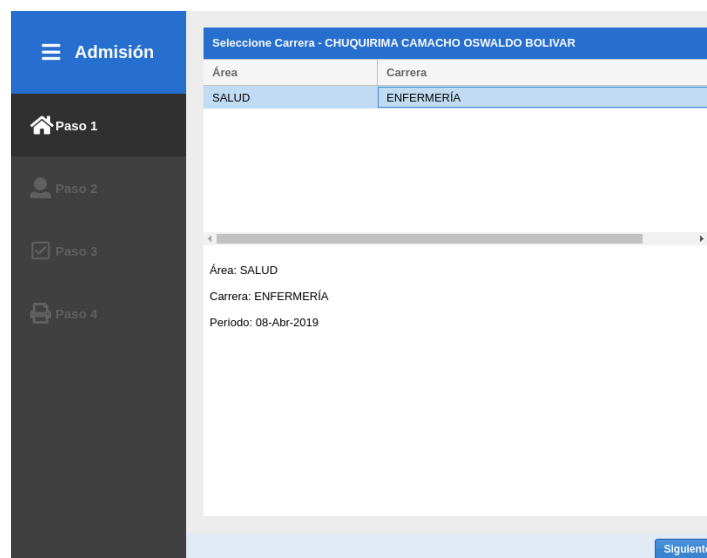 Admisión
Paso 1
Paso 2
Paso 3
Paso 4
Seleccione Carrera - CHUQUIRIMA CAMACHO OSWALDO BOLIVAR
Área Carrera
SALUD ENFERMERÍA
Área: SALUD
Carrera: ENFERMERÍA
Período: 08-Abr-2019